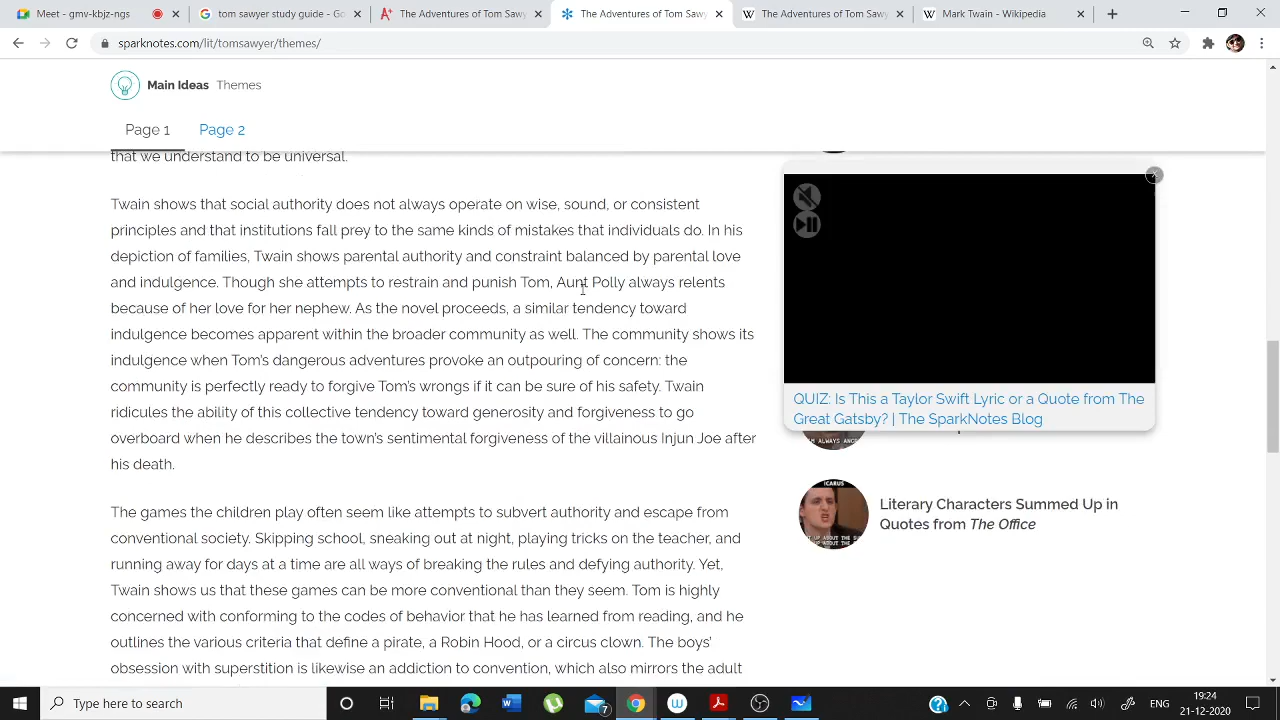 Meet - gmv-kbjz-
tom sawyer study guide - Goo
The Adventures of Tom Sawy
The Adventures of Tom Sawy
The Adventures of Tom Sawy
Mark Twain - Wikipedia
sparknotes.com/lit/tomsawyer/themes/
Main Ideas Themes
Page 1 Page 2
that we understand to be universal.
Twain shows that social authority does not always operate on wise, sound, or consistent
principles and that institutions fall prey to the same kinds of mistakes that individuals do. In his
depiction of families, Twain shows parental authority and constraint balanced by parental love
and indulgence. Though she attempts to restrain and punish Tom, Aunt Polly always relents
because of her love for her nephew. As the novel proceeds, a similar tendency toward
indulgence becomes apparent within the broader community as well. The community shows its
indulgence when Tom's dangerous adventures provoke an outpouring of concern: the
community is perfectly ready to forgive Tom's wrongs if it can be sure of his safety. Twain
ridicules the ability of this collective tendency toward generosity and forgiveness to go
overboard when he describes the town's sentimental forgiveness of the villainous Injun Joe after
his death.
The games the children play often seem like attempts to subvert authority and escape from
conventional society. Skipping school, sneaking out at night, playing tricks on the teacher, and
running away for days at a time are all ways of breaking the rules and defying authority. Yet,
Twain shows us that these games can be more conventional than they seem. Tom is highly
concerned with conforming to the codes of behavior that he has learned from reading, and he
outlines the various criteria that define a pirate, a Robin Hood, or a circus clown. The boys'
obsession with superstition is likewise an addiction to convention, which also mirrors the adult
QUIZ: Is This a Taylor Swift Lyric or a Quote from The
Great Gatsby? | The SparkNotes Blog
ICARUS
Literary Characters Summed Up in
Quotes from The Office
Type here to search
7
ENG
19:24
21-12-2020